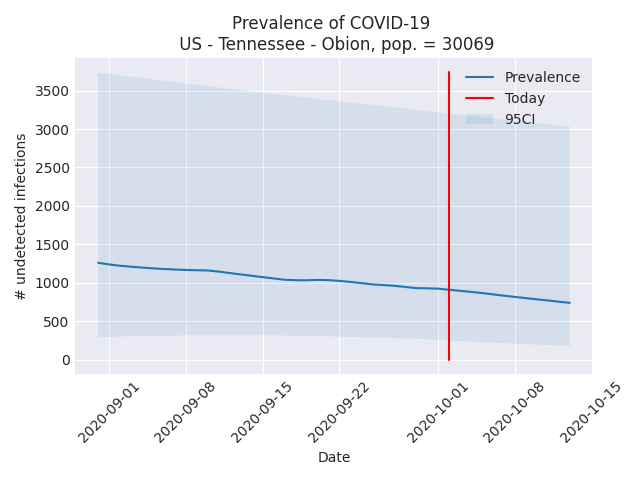 Prevalence of COVID-19
US - Tennessee - Obion, pop. = 30069
Prevalence
Today
95CI
# undetected infections
3500
3000
2500
2000
1500
1000
500
0
2020-09-01
2020-09-08
2020-09-15
2020-09-22
2020-10-01
2020-10-08
2020-10-15
Date